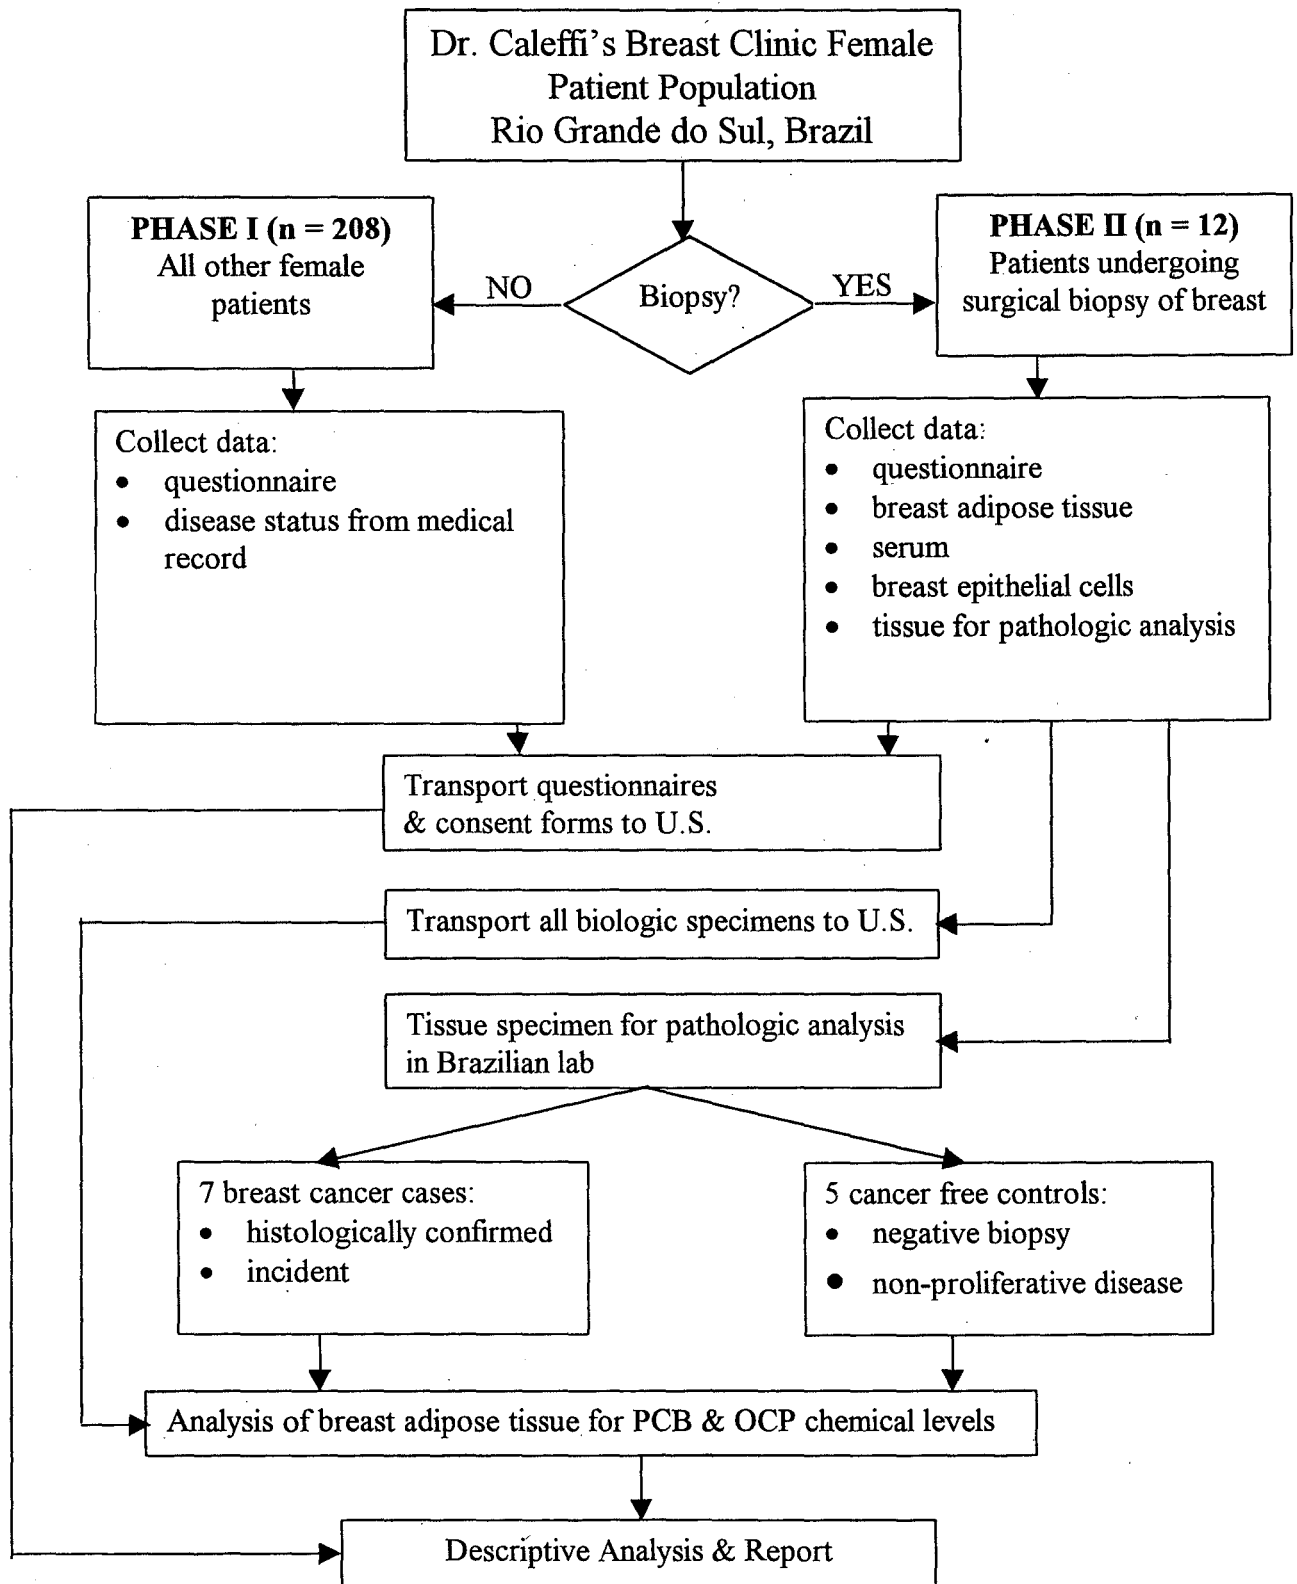 Dr. Caleffi's Breast Clinic Female
Patient Population
Rio Grande do Sul, Brazil
PHASE I (n = 208)
All other female
patients
NO
Biopsy?
YES
PHASE II (n = 12)
Patients undergoing
surgical biopsy of breast
Collect data:
• questionnaire
• disease status from medical
record
Collect data:
• questionnaire
• breast adipose tissue
• serum
• breast epithelial cells
• tissue for pathologic analysis
Transport questionnaires
& consent forms to U.S.
Transport all biologic specimens to U.S.
Tissue specimen for pathologic analysis
in Brazilian lab
7 breast cancer cases:
• histologically confirmed
• incident
5 cancer free controls:
• negative biopsy
• non-proliferative disease
Analysis of breast adipose tissue for PCB & OCP chemical levels
Descriptive Analysis & Report